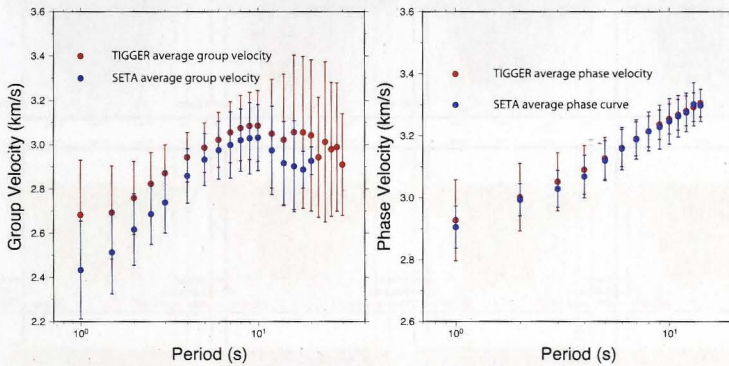 3.6
3.4
3.2
3.0
2.8
2.6
2.4
2.2
Group Velocity (km/s)
TIGGER average group velocity
SETA average group velocity
10⁰
10¹
Period (s)
3.6
3.4
3.2
3.0
2.8
2.6
Phase Velocity (km/s)
TIGGER average phase velocity
SETA average phase curve
10⁰
10¹
Period (s)